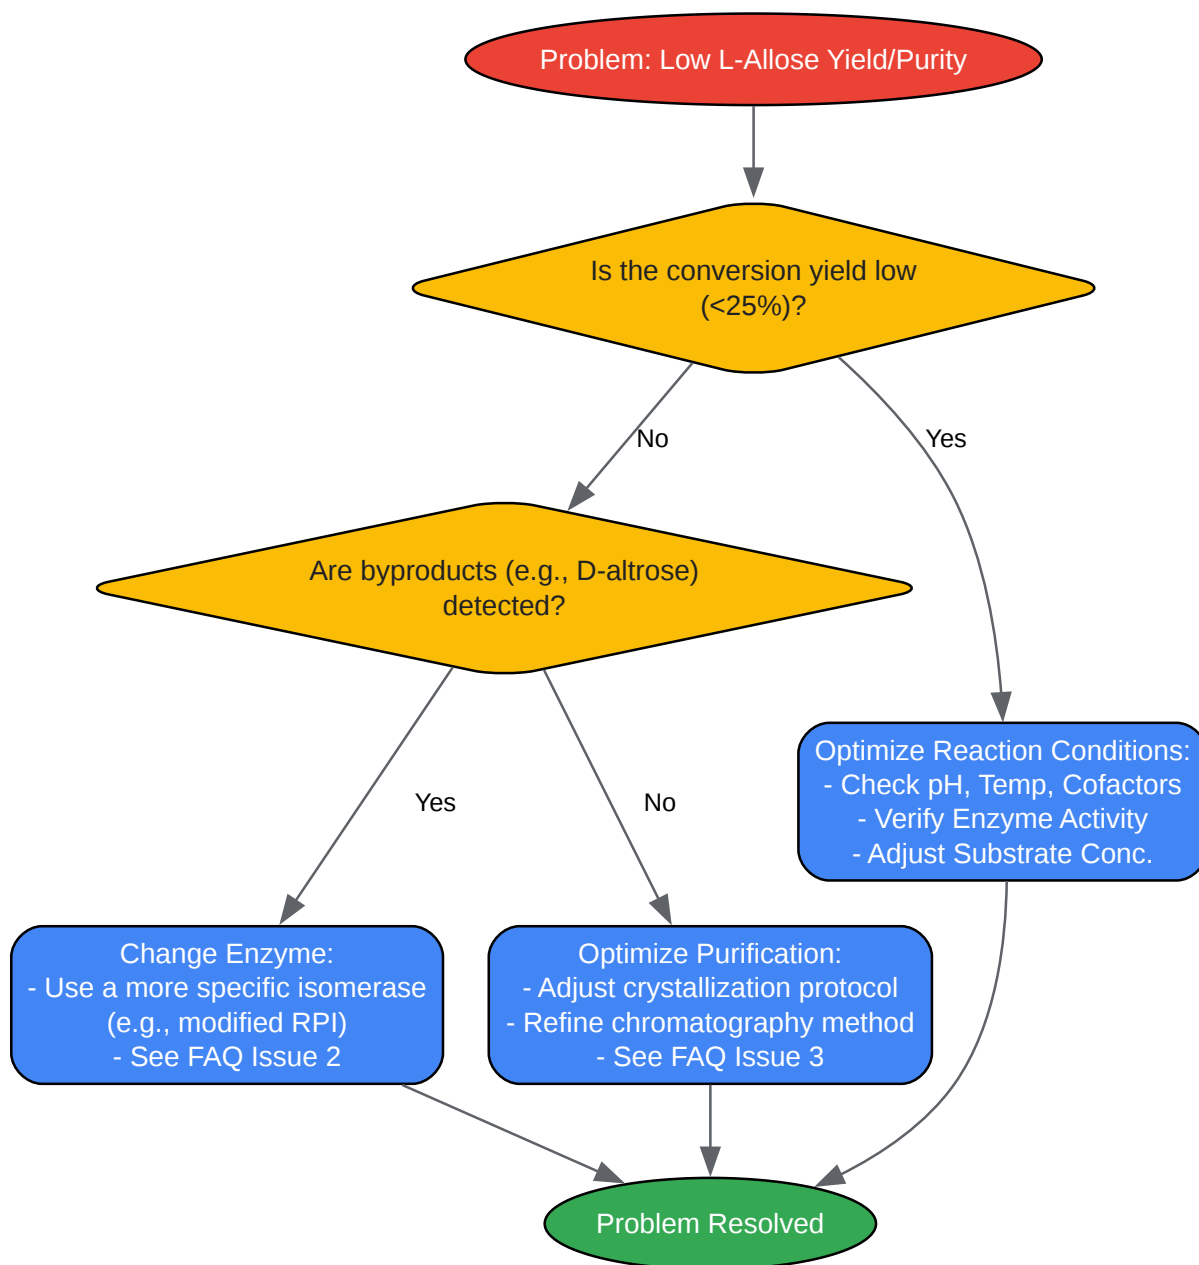 Problem: Low L-Allose Yield/Purity
Is the conversion yield low
(<25%)?
No
Yes
Are byproducts (e.g., D-altrose)
detected?
Yes
No
Optimize Reaction Conditions:
- Check pH, Temp, Cofactors
- Verify Enzyme Activity
- Adjust Substrate Conc.
Change Enzyme:
- Use a more specific isomerase
(e.g., modified RPI)
- See FAQ Issue 2
Optimize Purification:
- Adjust crystallization protocol
- Refine chromatography method
- See FAQ Issue 3
Problem Resolved